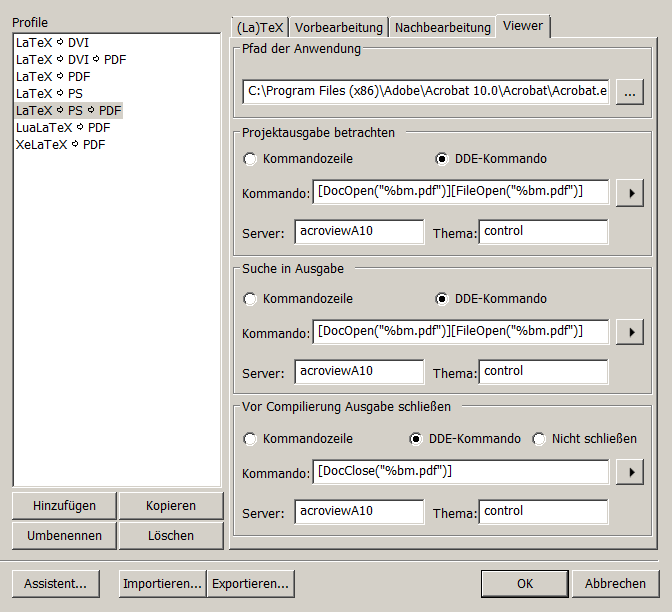 Profile
LaTeX ⇨ DVI
LaTeX ⇨ DVI ⇨ PDF
LaTeX ⇨ PDF
LaTeX ⇨ PS
LaTeX ⇨ PS ⇨ PDF
LuaLaTeX ⇨ PDF
XeLaTeX ⇨ PDF
Hinzufügen Kopieren
Umbenennen Löschen
(La)TeX Vorbearbeitung Nachbearbeitung Viewer
Pfad der Anwendung
C:\Program Files (x86)\Adobe\Acrobat 10.0\Acrobat\Acrobat.e ...
Projektausgabe betrachten
Kommandozeile DDE-Kommando
Kommando: [DocOpen("%bm.pdf")][FileOpen("%bm.pdf")]
Server: acroviewA10 Thema: control
Suche in Ausgabe
Kommandozeile DDE-Kommando
Kommando: [DocOpen("%bm.pdf")][FileOpen("%bm.pdf")]
Server: acroviewA10 Thema: control
Vor Compilierung Ausgabe schließen
Kommandozeile DDE-Kommando Nicht schließen
Kommando: [DocClose("%bm.pdf")]
Server: acroviewA10 Thema: control
Assistent... Importieren... Exportieren... OK Abbrechen